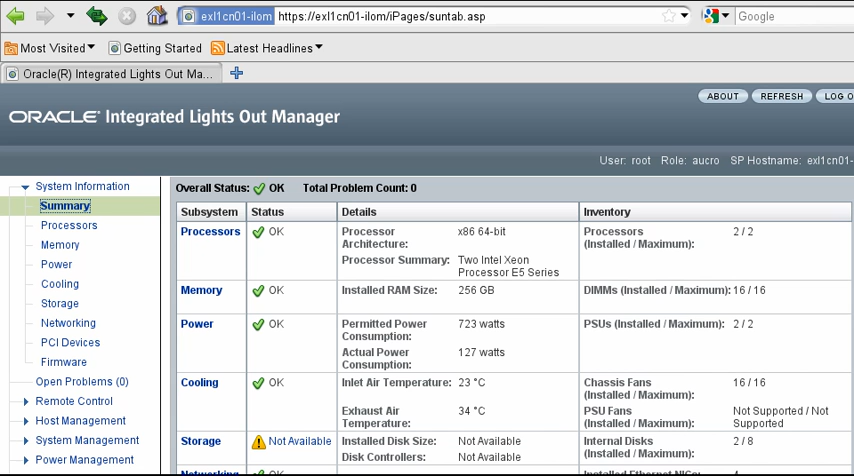 exl1cn01-ilom https://exl1cn01-ilom/iPages/suntab.asp Google
Most Visited Getting Started Latest Headlines
Oracle(R) Integrated Lights Out Ma...
ABOUT REFRESH LOG O
ORACLE® Integrated Lights Out Manager
User: root Role: aucro SP Hostname: exl1cn01-
System Information
Summary
Processors
Memory
Power
Cooling
Storage
Networking
PCI Devices
Firmware
Open Problems (0)
Remote Control
Host Management
System Management
Power Management
Overall Status: OK Total Problem Count: 0
Subsystem Status Details Inventory
Processors OK Processor Architecture: x86 64-bit Processors (Installed / Maximum): 2 / 2
Processor Summary: Two Intel Xeon Processor E5 Series
Memory OK Installed RAM Size: 256 GB DIMMs (Installed / Maximum): 16 / 16
Power OK Permitted Power Consumption: 723 watts PSUs (Installed / Maximum): 2 / 2
Actual Power Consumption: 127 watts
Cooling OK Inlet Air Temperature: 23 °C Chassis Fans (Installed / Maximum): 16 / 16
Exhaust Air Temperature: 34 °C PSU Fans (Installed / Maximum): Not Supported / Not Supported
Storage Not Available Installed Disk Size: Not Available Internal Disks (Installed / Maximum): 2 / 8
Disk Controllers: Not Available
Networking OK Installed Ethernet NICs: 4